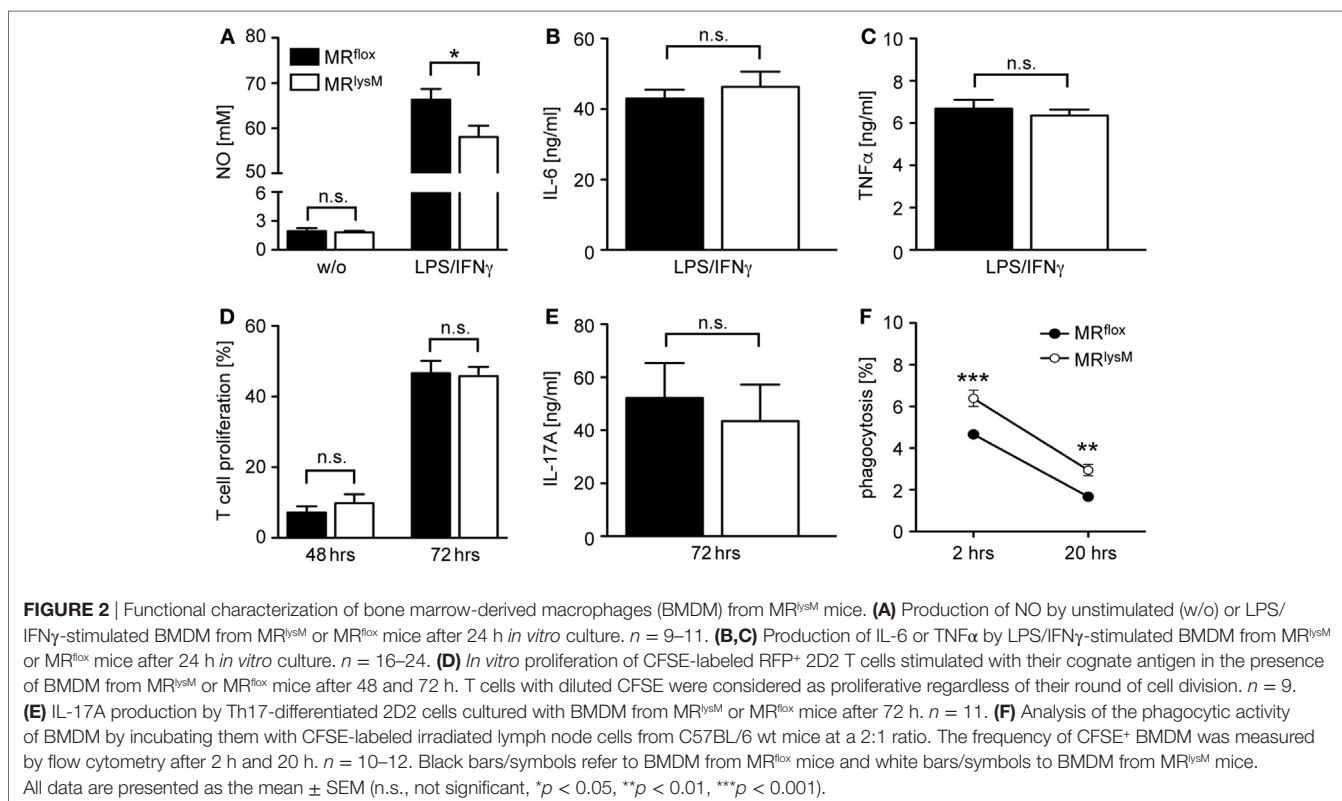 A
MR^flox
MR^lysM
NO [mM]
70
60
50
6
3
0
*
n.s.
w/o
LPS/IFNγ
B
n.s.
IL-6 [ng/ml]
60
40
20
0
LPS/IFNγ
C
n.s.
TNFα [ng/ml]
10
8
6
4
2
0
LPS/IFNγ
D
T cell proliferation [%]
60
40
20
0
n.s.
n.s.
48 hrs
72 hrs
E
n.s.
IL-17A [ng/ml]
80
60
40
20
0
72 hrs
F
MR^flox
MR^lysM
phagocytosis [%]
10
8
6
4
2
0
***
**
2 hrs
20 hrs
FIGURE 2 | Functional characterization of bone marrow-derived macrophages (BMDM) from MR^lysM mice. (A) Production of NO by unstimulated (w/o) or LPS/
IFNγ-stimulated BMDM from MR^lysM or MR^flox mice after 24 h in vitro culture. n = 9–11. (B,C) Production of IL-6 or TNFα by LPS/IFNγ-stimulated BMDM from MR^lysM
or MR^flox mice after 24 h in vitro culture. n = 16–24. (D) In vitro proliferation of CFSE-labeled RFP⁺ 2D2 T cells stimulated with their cognate antigen in the presence
of BMDM from MR^lysM or MR^flox mice after 48 and 72 h. T cells with diluted CFSE were considered as proliferative regardless of their round of cell division. n = 9.
(E) IL-17A production by Th17-differentiated 2D2 cells cultured with BMDM from MR^lysM or MR^flox mice after 72 h. n = 11. (F) Analysis of the phagocytic activity
of BMDM by incubating them with CFSE-labeled irradiated lymph node cells from C57BL/6 wt mice at a 2:1 ratio. The frequency of CFSE⁺ BMDM was measured
by flow cytometry after 2 h and 20 h. n = 10–12. Black bars/symbols refer to BMDM from MR^flox mice and white bars/symbols to BMDM from MR^lysM mice.
All data are presented as the mean ± SEM (n.s., not significant, *p < 0.05, **p < 0.01, ***p < 0.001).